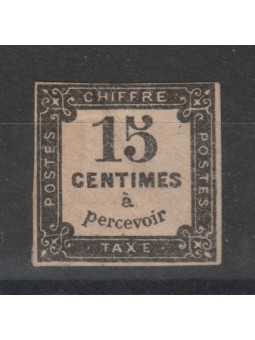 CHIFFRE
POSTES
15
CENTIMES
à
percevoir
POSTES
TAXE